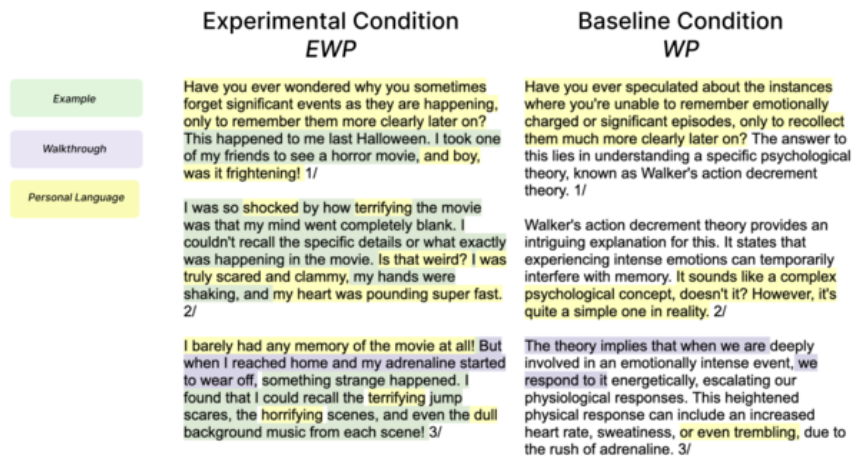 Experimental Condition
EWP
Baseline Condition
WP
Example
Walkthrough
Personal Language
Have you ever wondered why you sometimes
forget significant events as they are happening,
only to remember them more clearly later on?
This happened to me last Halloween. I took one
of my friends to see a horror movie, and boy,
was it frightening! 1/
I was so shocked by how terrifying the movie
was that my mind went completely blank. I
couldn't recall the specific details or what exactly
was happening in the movie. Is that weird? I was
truly scared and clammy, my hands were
shaking, and my heart was pounding super fast.
2/
I barely had any memory of the movie at all! But
when I reached home and my adrenaline started
to wear off, something strange happened. I
found that I could recall the terrifying jump
scares, the horrifying scenes, and even the dull
background music from each scene! 3/
Have you ever speculated about the instances
where you're unable to remember emotionally
charged or significant episodes, only to recollect
them much more clearly later on? The answer to
this lies in understanding a specific psychological
theory, known as Walker's action decrement
theory. 1/
Walker's action decrement theory provides an
intriguing explanation for this. It states that
experiencing intense emotions can temporarily
interfere with memory. It sounds like a complex
psychological concept, doesn't it? However, it's
quite a simple one in reality. 2/
The theory implies that when we are deeply
involved in an emotionally intense event, we
respond to it energetically, escalating our
physiological responses. This heightened
physical response can include an increased
heart rate, sweatiness, or even trembling, due to
the rush of adrenaline. 3/